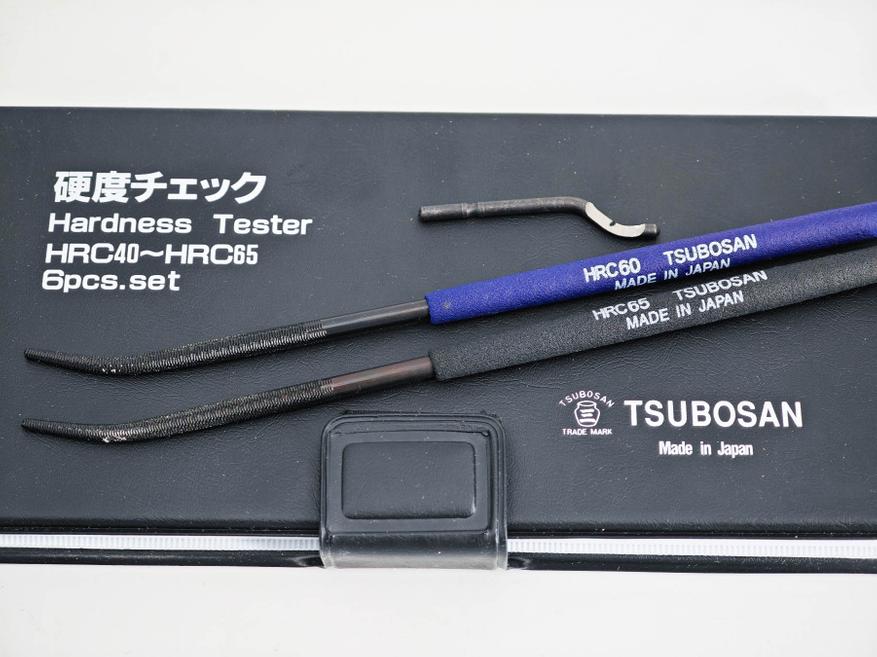 硬度チェック
Hardness Tester
HRC40～HRC65
6pcs.set
HRC60 TSUBOSAN
MADE IN JAPAN
HRC65 TSUBOSAN
MADE IN JAPAN
TSUBOSAN
TRADE MARK
TSUBOSAN
Made in Japan